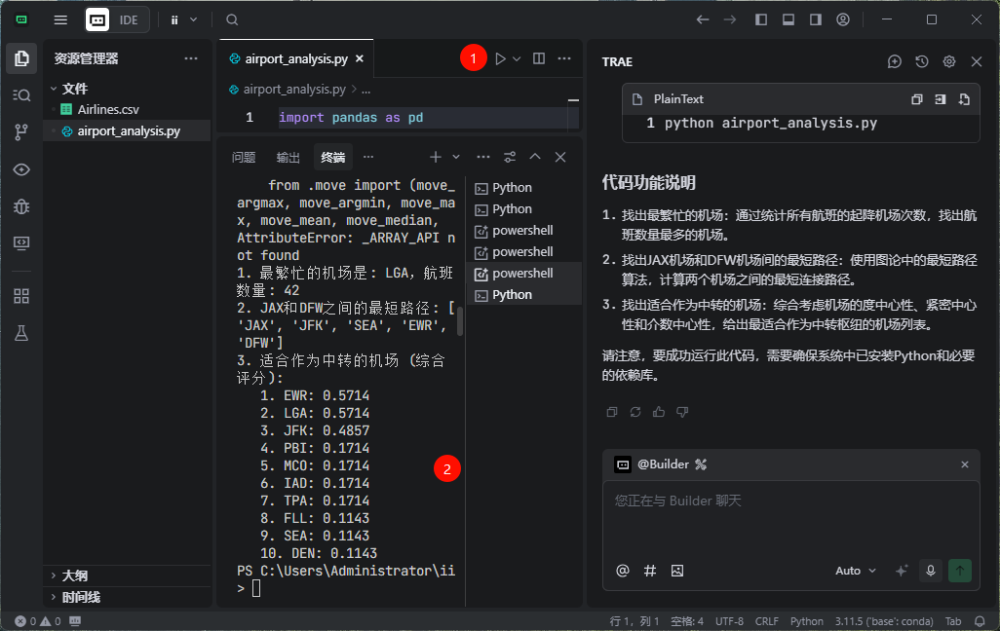 IDE
ii
资源管理器
文件
Airlines.csv
airport_analysis.py
大纲
时间线
airport_analysis.py
1
airport_analysis.py > ...
1 import pandas as pd
问题 输出 终端
from .move import (move_
argmax, move_argmin, move_ma
x, move_mean, move_median,
AttributeError: _ARRAY_API n
ot found
1. 最繁忙的机场是: LGA，航班
数量: 42
2. JAX和DFW之间的最短路径: [
'JAX', 'JFK', 'SEA', 'EWR',
'DFW']
3. 适合作为中转的机场 (综合
评分):
1. EWR: 0.5714
2. LGA: 0.5714
3. JFK: 0.4857
4. PBI: 0.1714
5. MCO: 0.1714
6. IAD: 0.1714
7. TPA: 0.1714
8. FLL: 0.1143
9. SEA: 0.1143
10. DEN: 0.1143
PS C:\Users\Administrator\ii
>
2
Python
Python
powershell
powershell
powershell
Python
TRAE
PlainText
1 python airport_analysis.py
代码功能说明
1. 找出最繁忙的机场：通过统计所有航班的起降机场次数，找出航
班数量最多的机场。
2. 找出JAX机场和DFW机场间的最短路径：使用图论中的最短路径
算法，计算两个机场之间的最短连接路径。
3. 找出适合作为中转的机场：综合考虑机场的度中心性、紧密中心
性和介数中心性，给出最适合作为中转枢纽的机场列表。
请注意，要成功运行此代码，需要确保系统中已安装Python和必要
的依赖库。
@Builder
您正在与 Builder 聊天
Auto
0 0
行 1，列 1 空格: 4 UTF-8 CRLF Python 3.11.5 ('base': conda) Tab